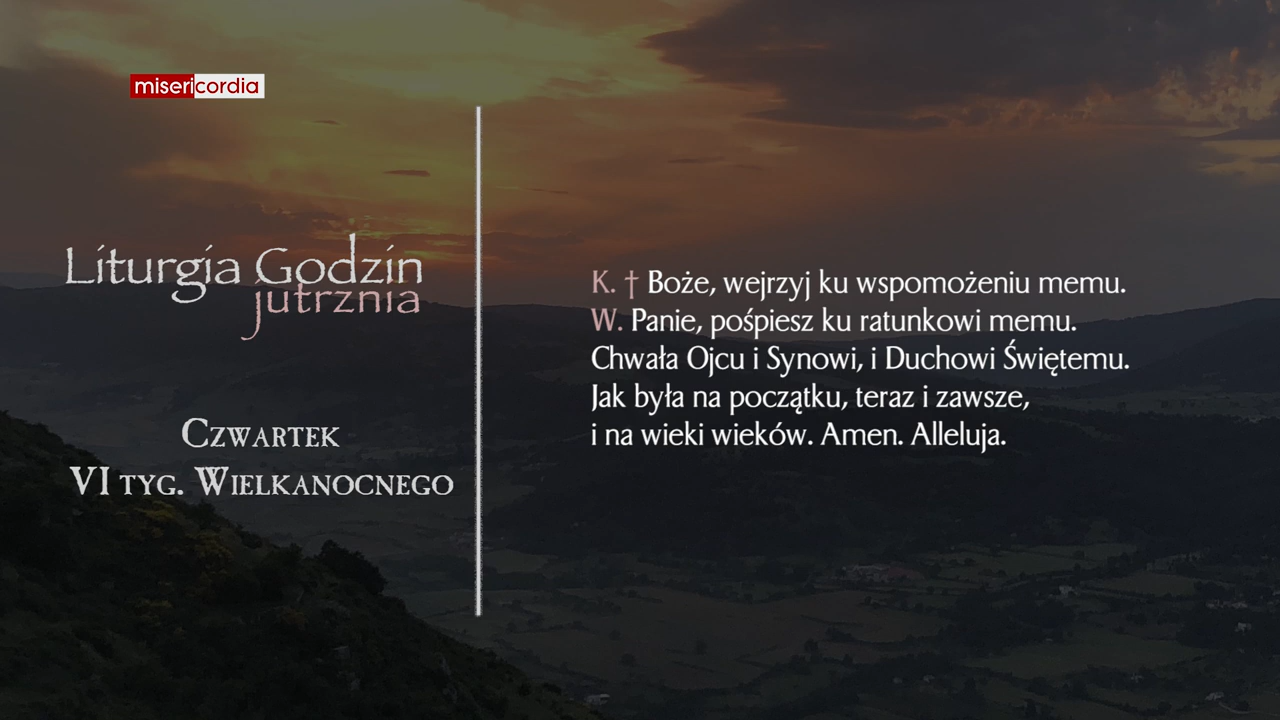 misericordia
Liturgia Godzin
jutrznia
Czwartek
VI tyg. Wielkanocnego
K. † Boże, wejrzyj ku wspomożeniu memu.
W. Panie, pośpiesz ku ratunkowi memu.
Chwała Ojcu i Synowi, i Duchowi Świętemu.
Jak była na początku, teraz i zawsze,
i na wieki wieków. Amen. Alleluja.